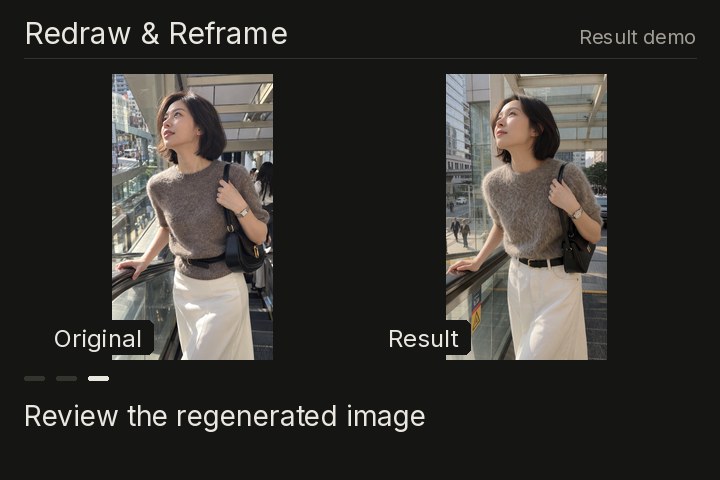 Redraw & Reframe
Result demo
Original
Result
Review the regenerated image